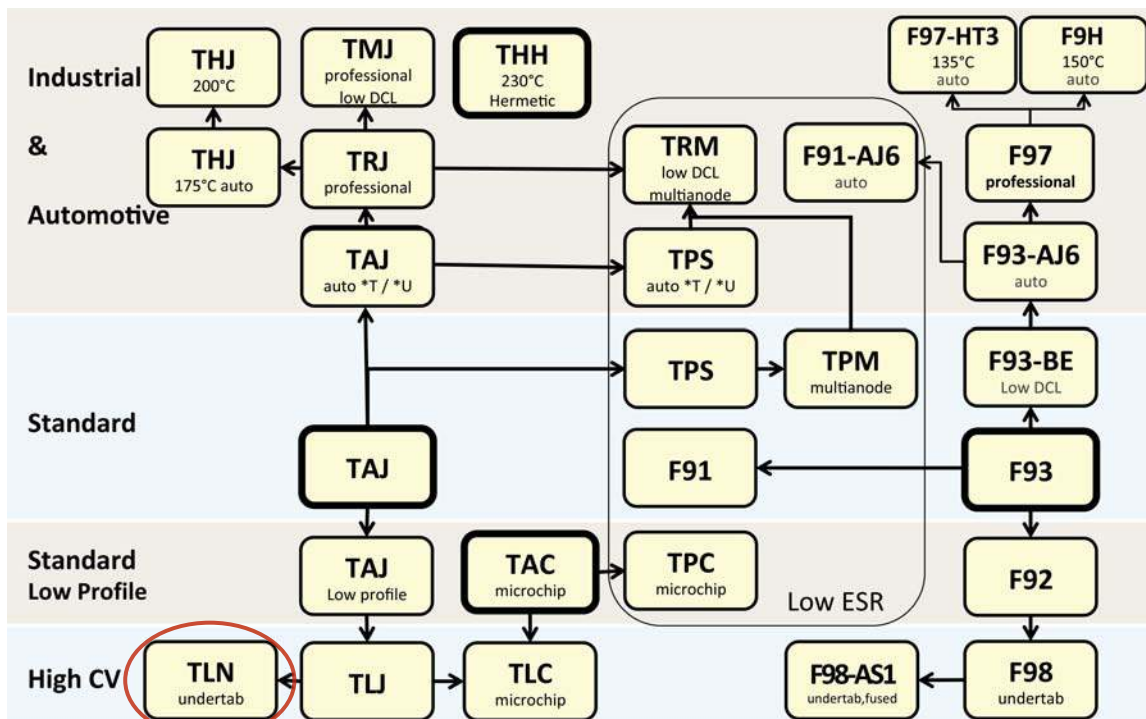 Industrial
&
Automotive
THJ
200°C
TMJ
professional
low DCL
THH
230°C
Hermetic
F97-HT3
135°C
auto
F9H
150°C
auto
THJ
175°C auto
TRJ
professional
TRM
low DCL
multianode
F91-AJ6
auto
F97
professional
TAJ
auto *T / *U
TPS
auto *T / *U
F93-AJ6
auto
Standard
TPS
TPM
multianode
F93-BE
Low DCL
TAJ
F91
F93
Standard
Low Profile
TAJ
Low profile
TAC
microchip
TPC
microchip
Low ESR
F92
High CV
TLN
undertab
TLJ
TLC
microchip
F98-AS1
undertab,fused
F98
undertab